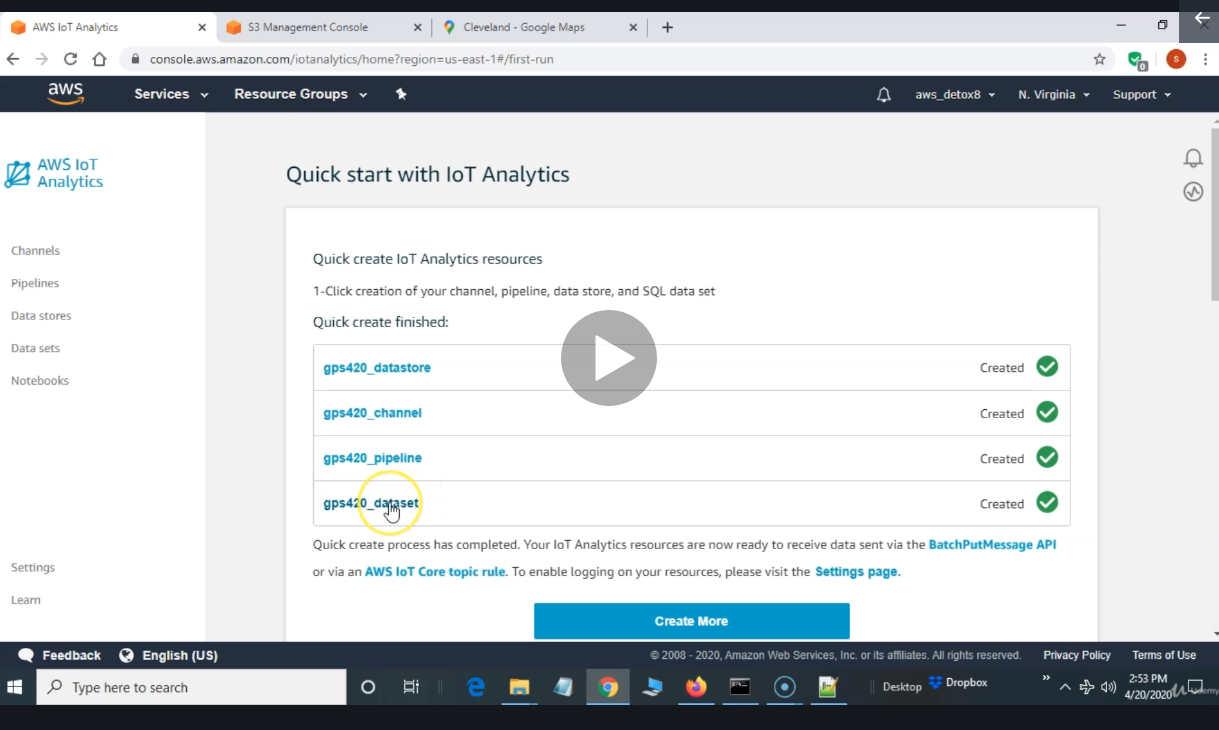 AWS IoT Analytics
S3 Management Console
Cleveland - Google Maps
console.aws.amazon.com/iotanalytics/home?region=us-east-1#/first-run
0
S
aws
Services
Resource Groups
aws_detox8
N. Virginia
Support
AWS IoT
Analytics
Channels
Pipelines
Data stores
Data sets
Notebooks
Settings
Learn
Quick start with IoT Analytics
Quick create IoT Analytics resources
1-Click creation of your channel, pipeline, data store, and SQL data set
Quick create finished:
gps420_datastore Created
gps420_channel Created
gps420_pipeline Created
gps420_dataset Created
Quick create process has completed. Your IoT Analytics resources are now ready to receive data sent via the BatchPutMessage API
or via an AWS IoT Core topic rule. To enable logging on your resources, please visit the Settings page.
Create More
Feedback
English (US)
© 2008 - 2020, Amazon Web Services, Inc. or its affiliates. All rights reserved.
Privacy Policy
Terms of Use
Type here to search
Desktop
Dropbox
2:53 PM
4/20/2020
Udemy